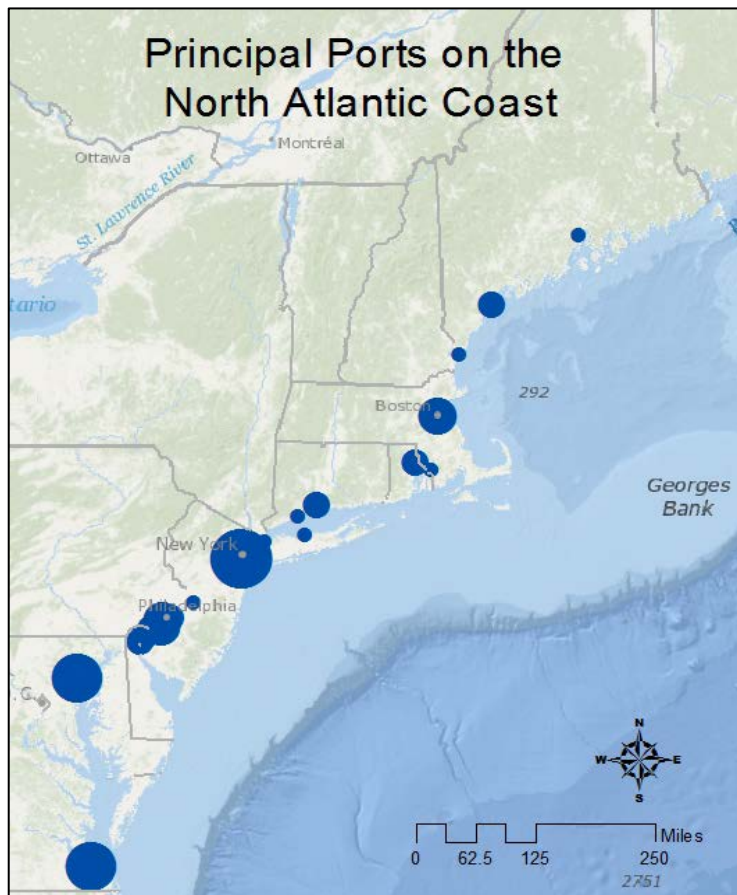 Principal Ports on the
North Atlantic Coast
Montréal
Ottawa
St. Lawrence River
ntario
Boston
292
Georges
Bank
New York
Philadelphia
. C.
N
W E
S
Miles
0 62.5 125 250
2751